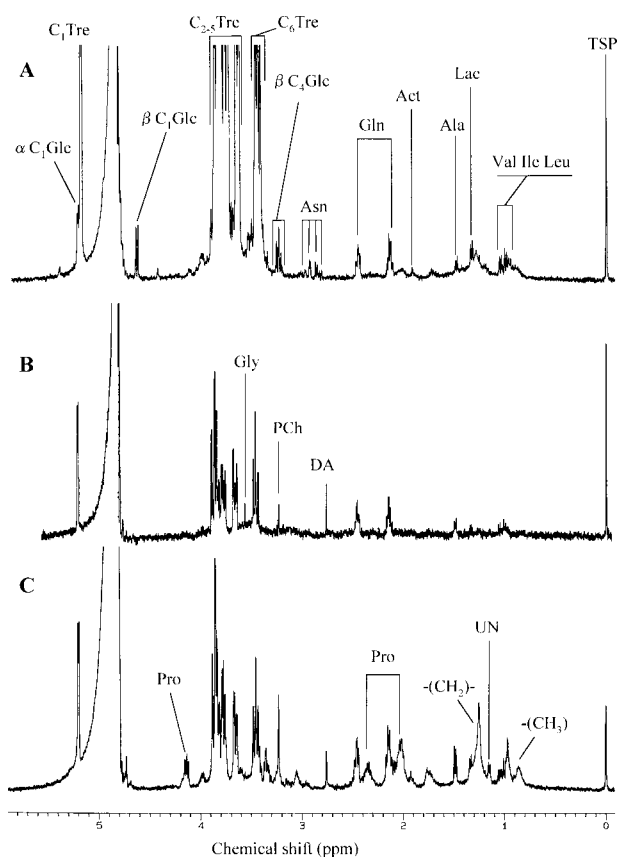 C₁Tre
C₂₋₅Tre
C₆Tre
TSP
A
α C₁Glc
β C₁Glc
β C₄Glc
Lac
Act
Gln
Ala
Val Ile Leu
Asn
B
Gly
PCh
DA
C
UN
Pro
Pro
-(CH₂)-
-(CH₃)
5 4 3 2 1 0
Chemical shift (ppm)